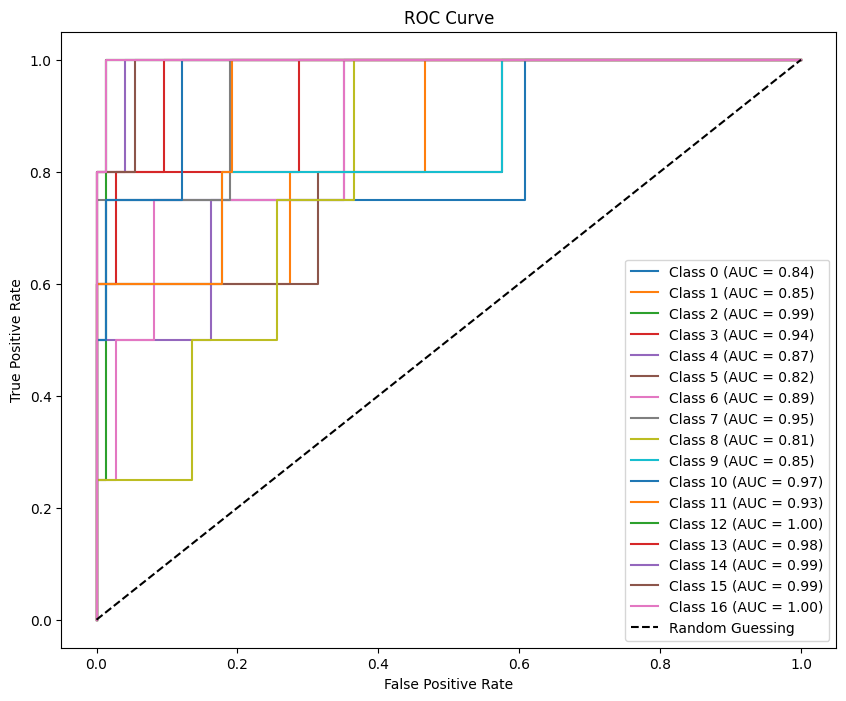 ROC Curve
1.0
0.8
0.6
0.4
0.2
0.0
True Positive Rate
Class 0 (AUC = 0.84)
Class 1 (AUC = 0.85)
Class 2 (AUC = 0.99)
Class 3 (AUC = 0.94)
Class 4 (AUC = 0.87)
Class 5 (AUC = 0.82)
Class 6 (AUC = 0.89)
Class 7 (AUC = 0.95)
Class 8 (AUC = 0.81)
Class 9 (AUC = 0.85)
Class 10 (AUC = 0.97)
Class 11 (AUC = 0.93)
Class 12 (AUC = 1.00)
Class 13 (AUC = 0.98)
Class 14 (AUC = 0.99)
Class 15 (AUC = 0.99)
Class 16 (AUC = 1.00)
Random Guessing
0.0 0.2 0.4 0.6 0.8 1.0
False Positive Rate